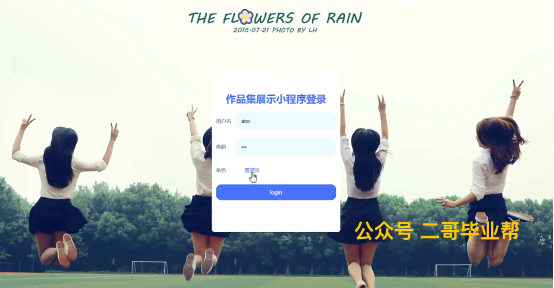 THE FLOWERS OF RAIN
2015-07-21 PHOTO BY LH
作品集展示小程序登录
用户名 abo
密码 •••
角色 管理员
login
公众号 二哥毕业帮